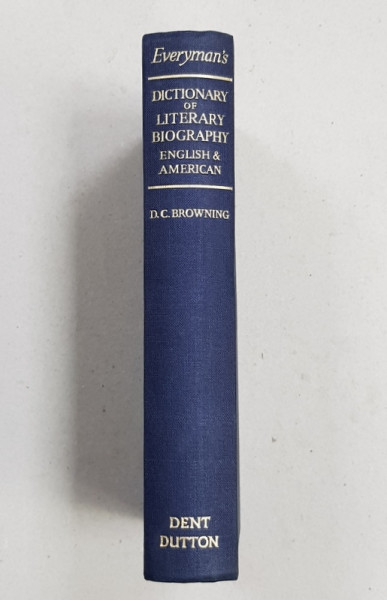 Everyman's
DICTIONARY
OF
LITERARY
BIOGRAPHY
ENGLISH &
AMERICAN
D. C. BROWNING
DENT
DUTTON